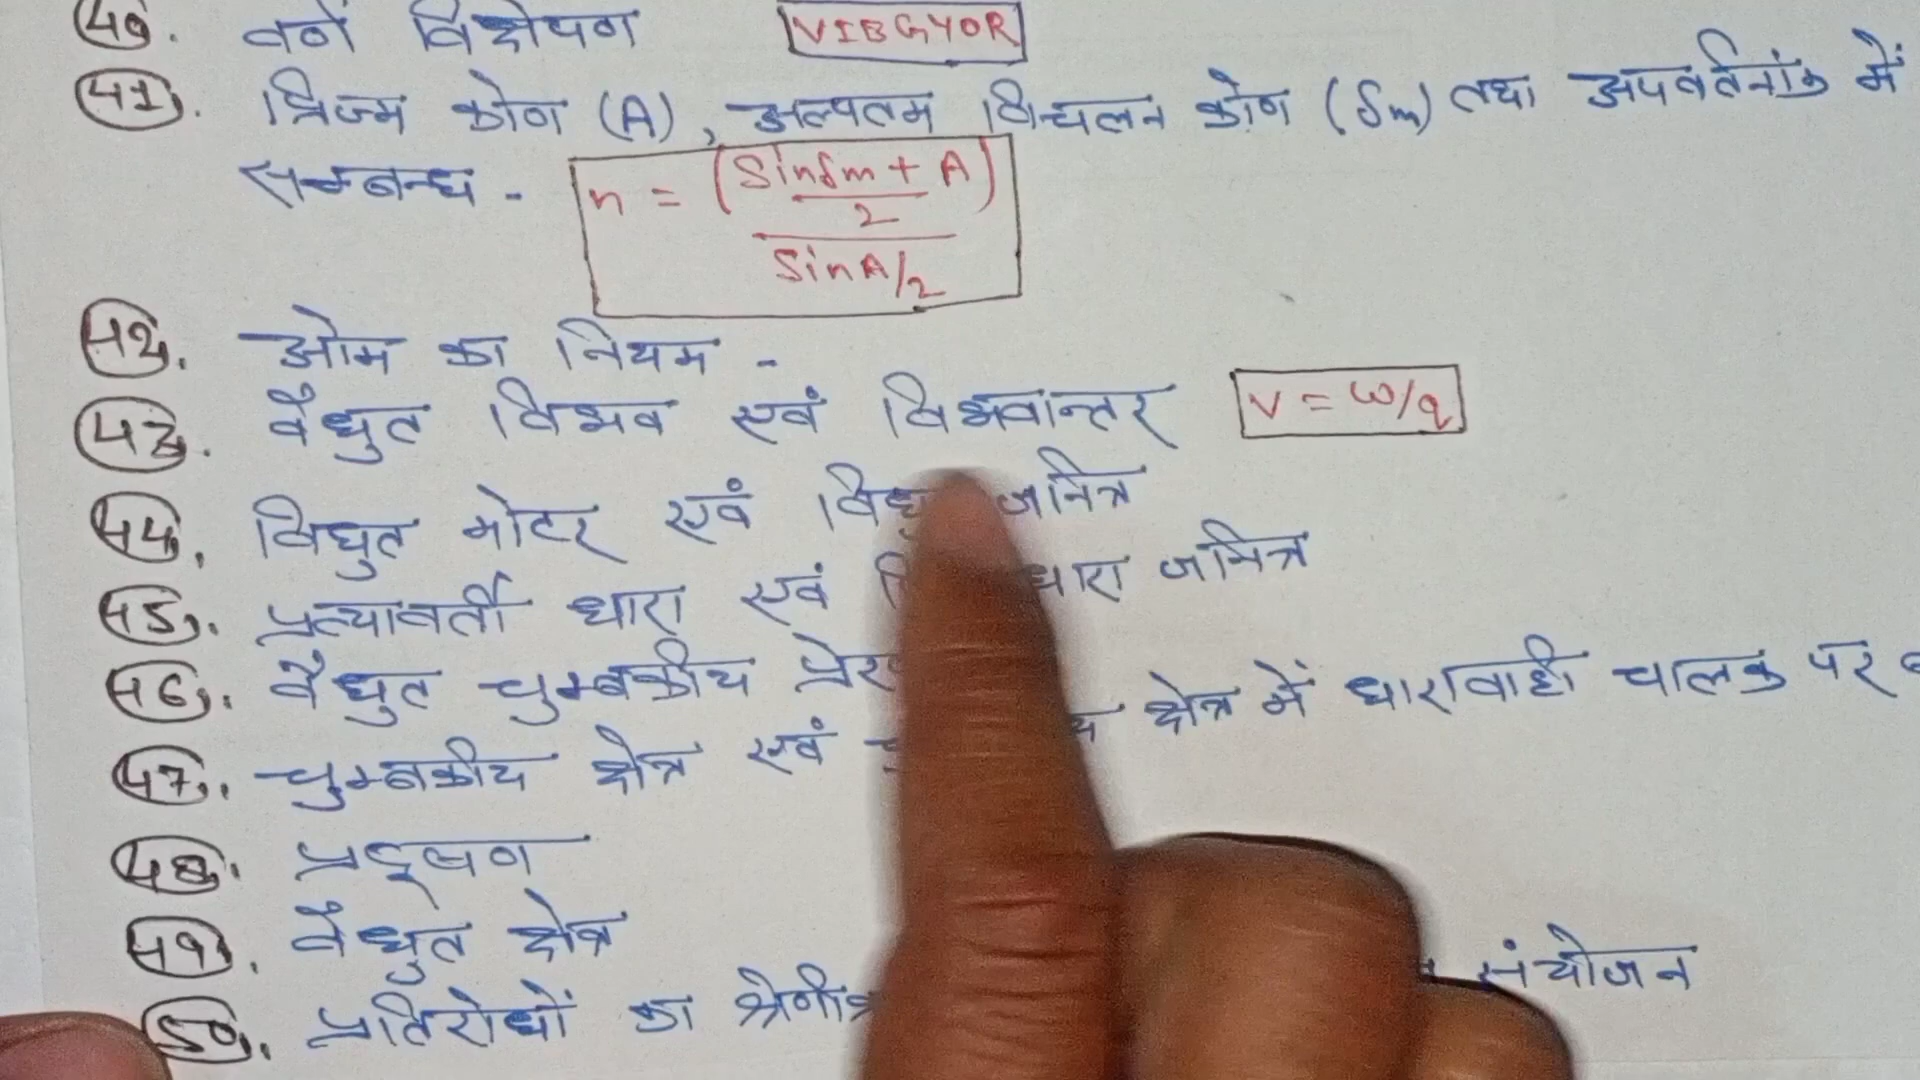 40. वर्ण विक्षेपण VIBGYOR
41. प्रिज्म कोण (A), अल्पतम विचलन कोण (δm) तथा अपवर्तनांक में
सम्बन्ध - n = (Sin δm + A / 2) / Sin A/2
42. ओम का नियम -
43. वैधुत विभव एवं विभवान्तर V = W/q
44. विधुत मोटर एवं जनित्र
45. प्रत्यावर्ती धारा एवं धारा जनित्र
46. वैधुत चुम्बकीय
47. चुम्बकीय क्षेत्र एवं क्षेत्र में धारावाही चालक पर
48. प्रदूषण
49. वैधुत क्षेत्र
50. प्रतिरोधों का संयोजन